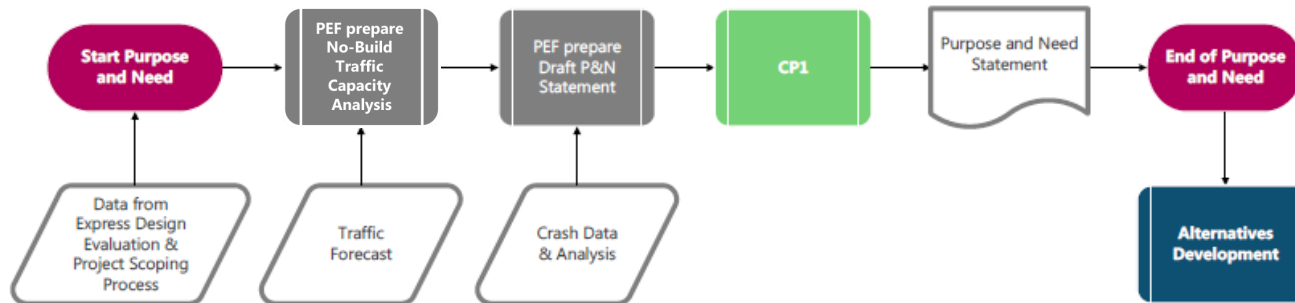 Start Purpose
and Need
PEF prepare
No-Build
Traffic
Capacity
Analysis
PEF prepare
Draft P&N
Statement
CP1
Purpose and Need
Statement
End of Purpose
and Need
Data from
Express Design
Evaluation &
Project Scoping
Process
Traffic
Forecast
Crash Data
& Analysis
Alternatives
Development